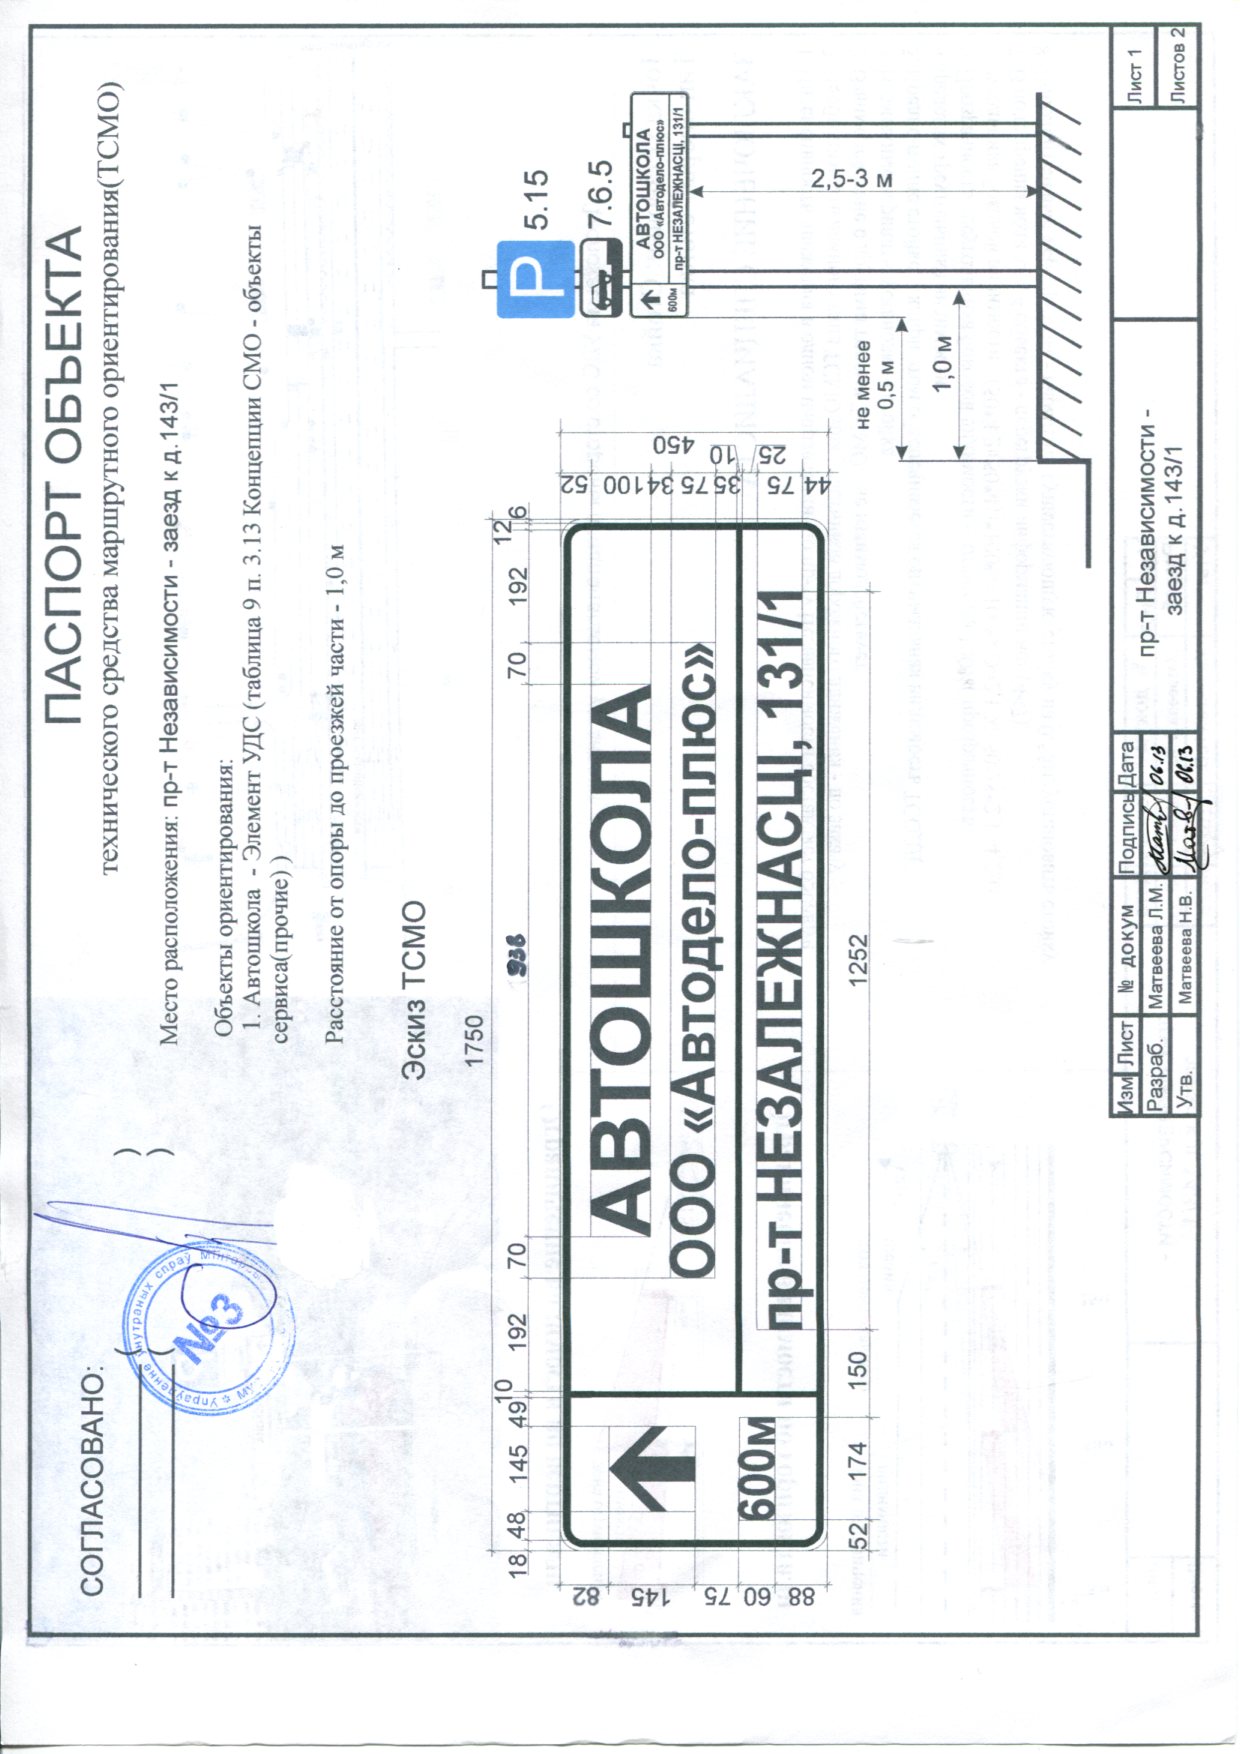 СОГЛАСОВАНО:
( )
( )
Упраўленне ўнутраных спраў
№3
ПАСПОРТ ОБЪЕКТА
технического средства маршрутного ориентирования(ТСМО)
Место расположения: пр-т Независимости - заезд к д.143/1
Объекты ориентирования:
1. Автошкола - Элемент УДС (таблица 9 п. 3.13 Концепции СМО - объекты
сервиса(прочие) )
Расстояние от опоры до проезжей части - 1,0 м
Эскиз ТСМО
1750
18 48 145 49 10 192 70 936 70 192 12 6
82
145
75
60
88
600м
АВТОШКОЛА
ООО «Автодело-плюс»
пр-т НЕЗАЛЕЖНАСЦІ, 131/1
52
100
34
75
35
10
25
75
44
450
52 174 150 1252
P
5.15
7.6.5
600м
АВТОШКОЛА
ООО «Автодело-плюс»
пр-т НЕЗАЛЕЖНАСЦІ, 131/1
2,5-3 м
не менее
0,5 м
1,0 м
Изм Лист № докум Подпись Дата
Разраб. Матвеева Л.М. 06.13
Утв. Матвеева Н.В. 06.13
пр-т Независимости -
заезд к д.143/1
Лист 1
Листов 2